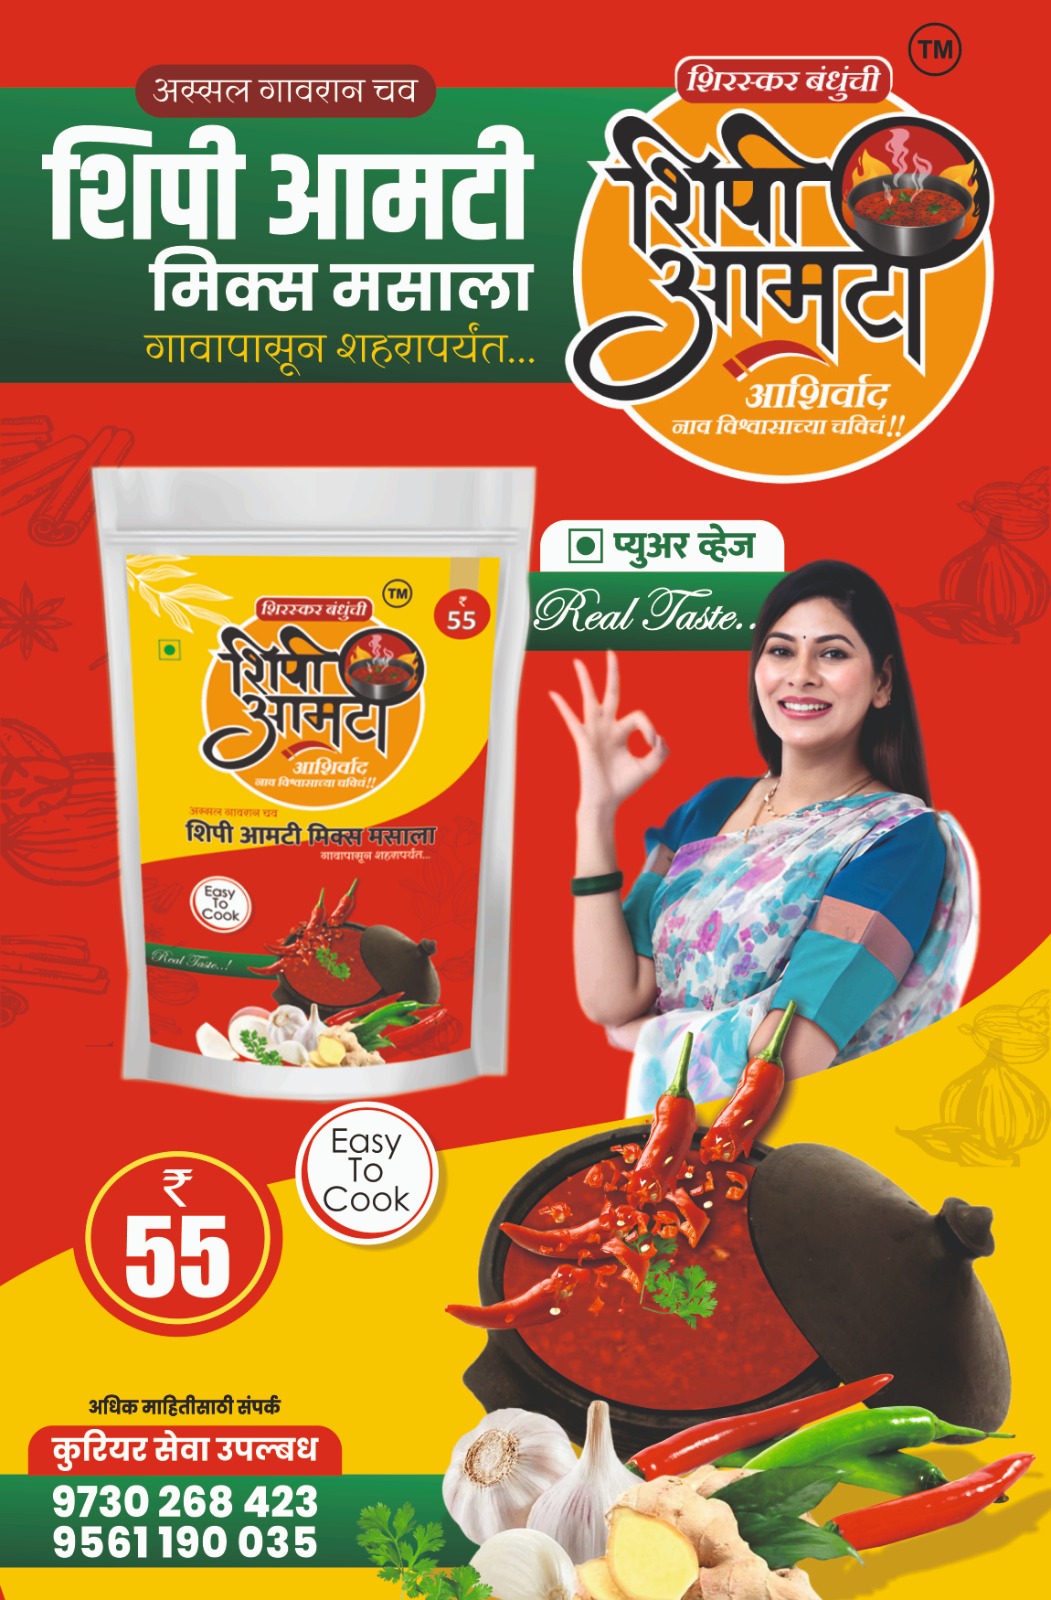 TM
अस्सल गावरान चव
शिपी आमटी
मिक्स मसाला
गावापासून शहरापर्यंत...
शिरस्कर बंधुंची
शिपी
आमटी
आशिर्वाद
नाव विश्वासाच्या चविचं!!
प्युअर व्हेज
Real Taste..
TM
शिरस्कर बंधुंची
₹
55
शिपी
आमटी
आशिर्वाद
नाव विश्वासाच्या चविचं!!
अस्सल गावरान चव
शिपी आमटी मिक्स मसाला
गावापासून शहरापर्यंत...
Easy
To
Cook
Real Taste..!
Easy
To
Cook
₹
55
अधिक माहितीसाठी संपर्क
कुरियर सेवा उपल्बध
9730 268 423
9561 190 035